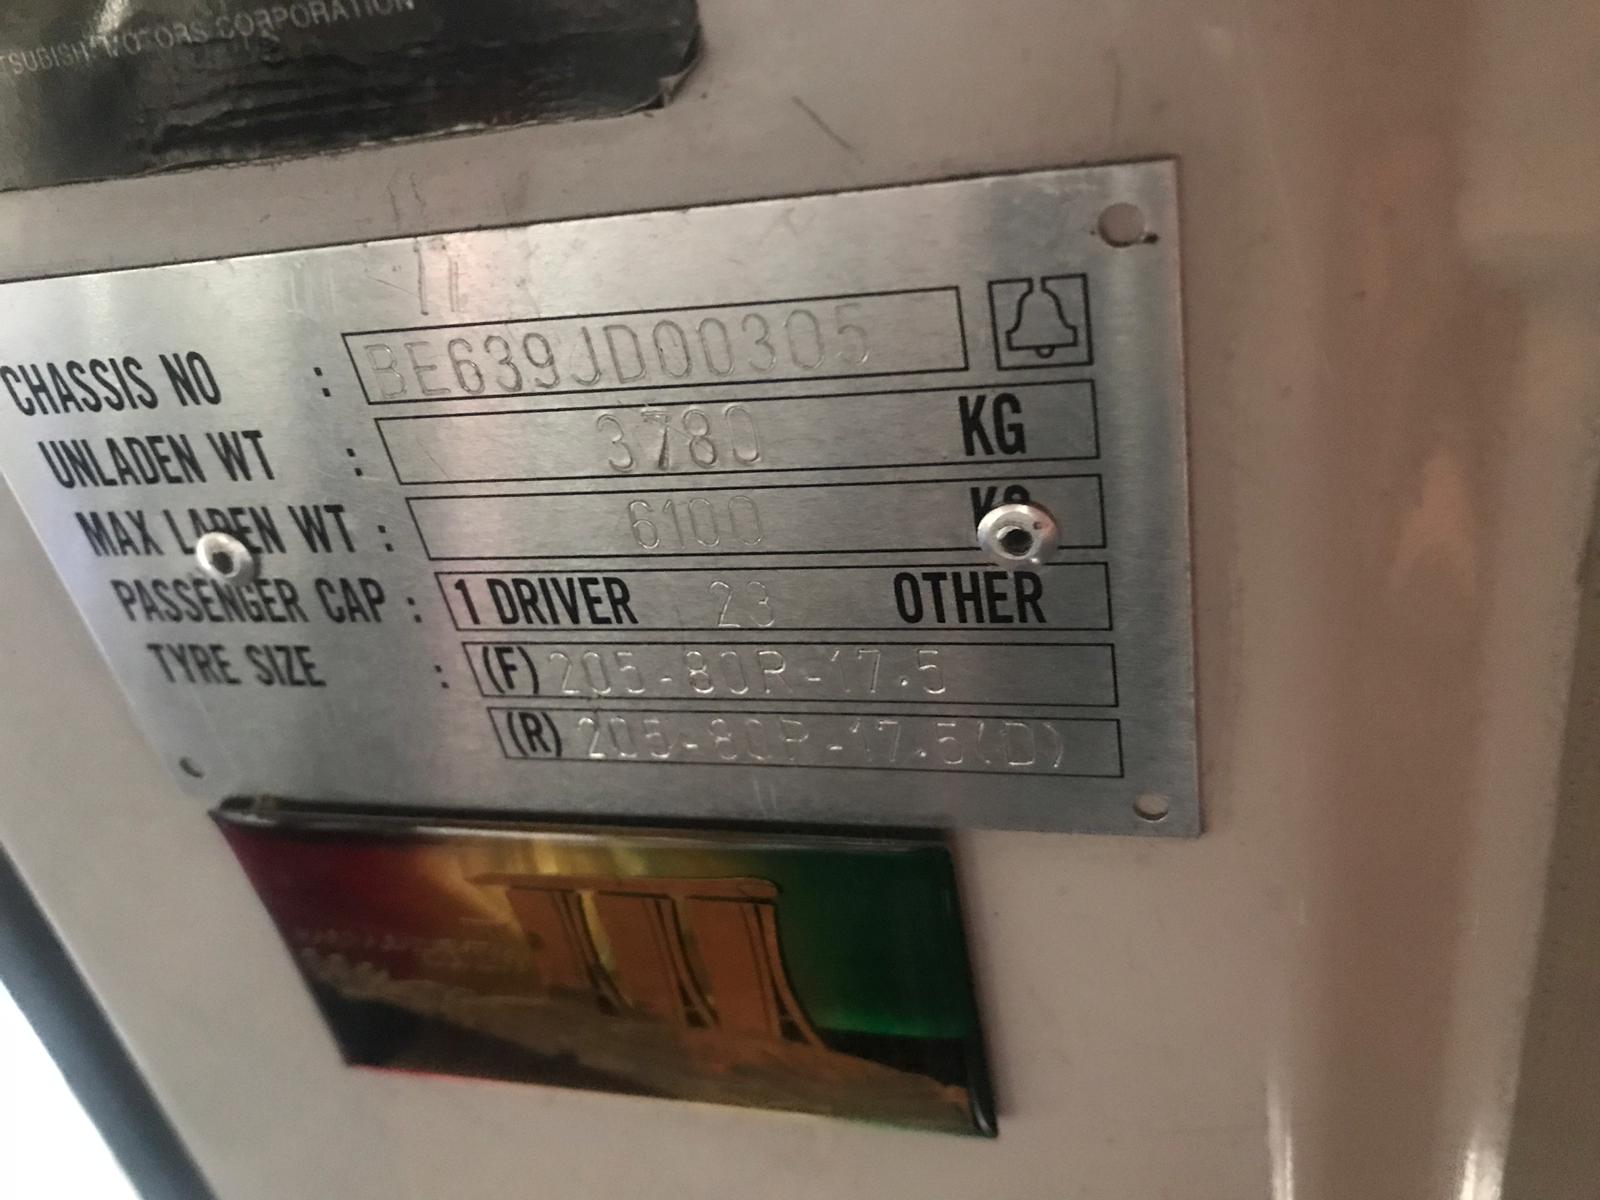 MOTORS CORPORATION
CHASSIS NO : BE639JD00305
UNLADEN WT : 3780 KG
MAX LADEN WT : 6100 KG
PASSENGER CAP : 1 DRIVER 23 OTHER
TYRE SIZE : (F) 205-80R-17.5
(R) 205-80R-17.5(D)